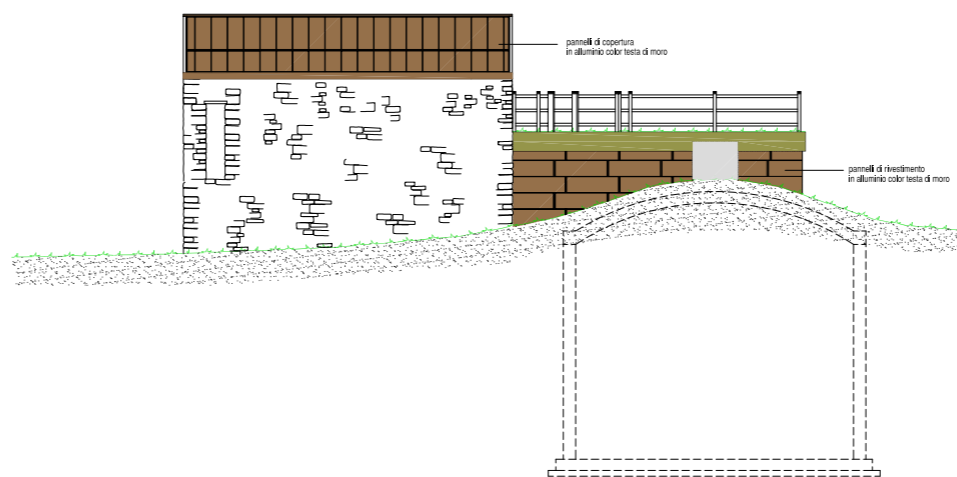 pannelli di copertura
in alluminio color testa di moro
pannelli di rivestimento
in alluminio color testa di moro